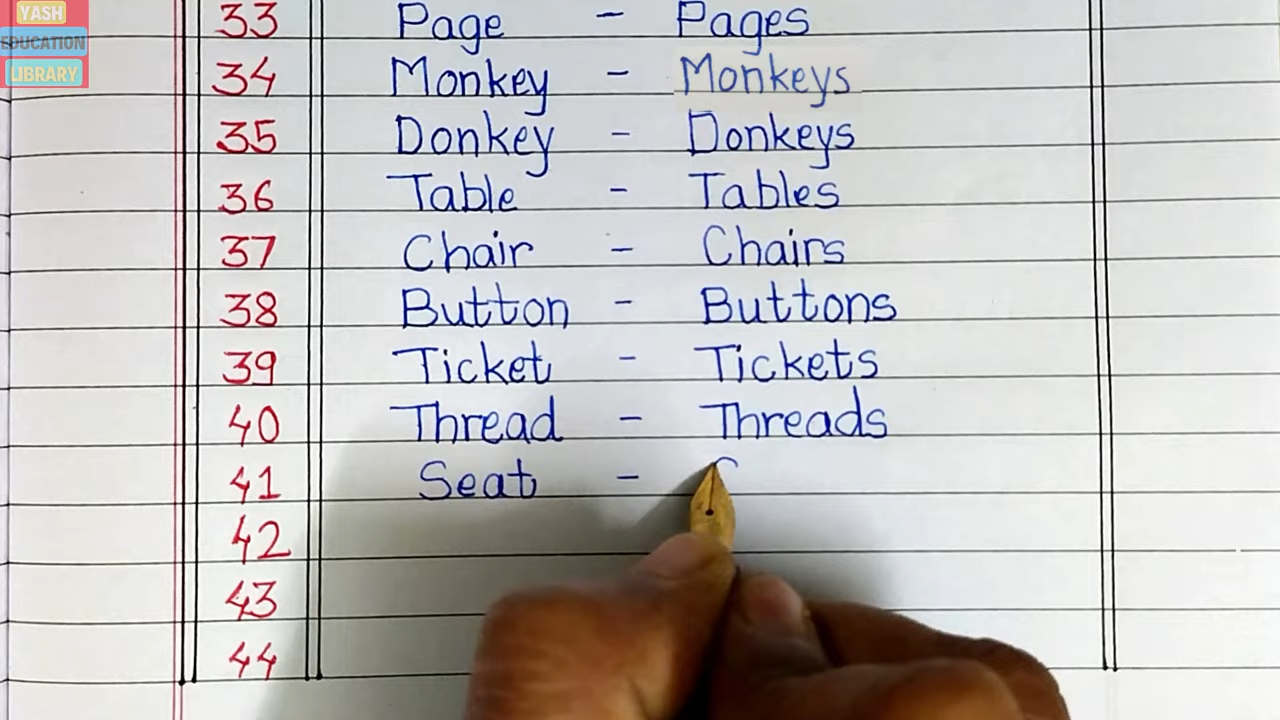 YASH
EDUCATION
LIBRARY
33 Page - Pages
34 Monkey - Monkeys
35 Donkey - Donkeys
36 Table - Tables
37 Chair - Chairs
38 Button - Buttons
39 Ticket - Tickets
40 Thread - Threads
41 Seat -
42
43
44